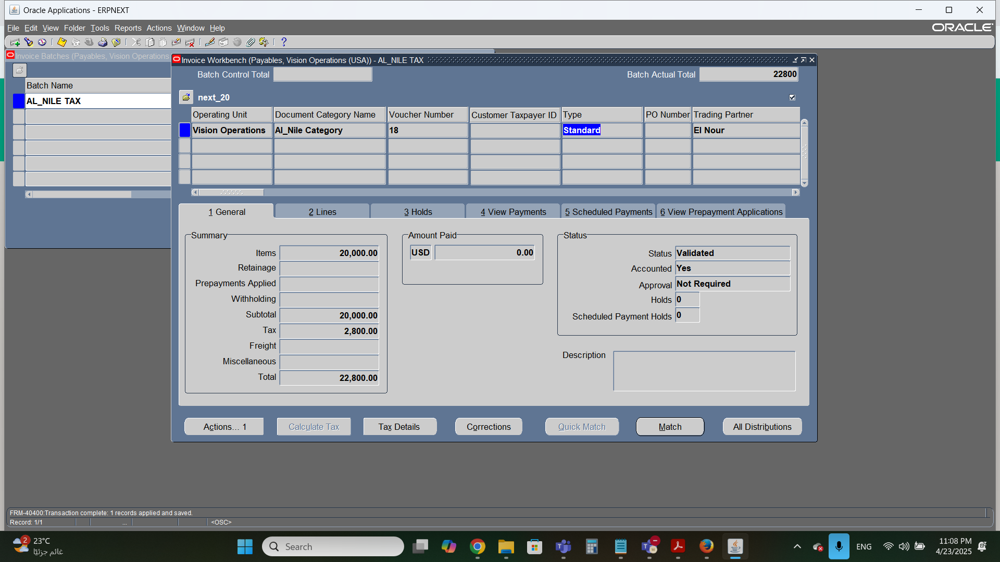 Oracle Applications - ERPNEXT
File Edit View Folder Tools Reports Actions Window Help
ORACLE
Invoice Batches (Payables, Vision Operations
Batch Name
AL_NILE TAX
Invoice Workbench (Payables, Vision Operations (USA)) - AL_NILE TAX
Batch Control Total
Batch Actual Total 22800
next_20
Operating Unit Document Category Name Voucher Number Customer Taxpayer ID Type PO Number Trading Partner
Vision Operations Al_Nile Category 18 Standard El Nour
1 General 2 Lines 3 Holds 4 View Payments 5 Scheduled Payments 6 View Prepayment Applications
Summary
Items 20,000.00
Retainage
Prepayments Applied
Withholding
Subtotal 20,000.00
Tax 2,800.00
Freight
Miscellaneous
Total 22,800.00
Amount Paid
USD 0.00
Status
Status Validated
Accounted Yes
Approval Not Required
Holds 0
Scheduled Payment Holds 0
Description
Actions... 1 Calculate Tax Tax Details Corrections Quick Match Match All Distributions
FRM-40400:Transaction complete: 1 records applied and saved.
Record: 1/1 ... <OSC>
2 23°C
غائم جزئيًا
Search
ENG
11:08 PM
4/23/2025